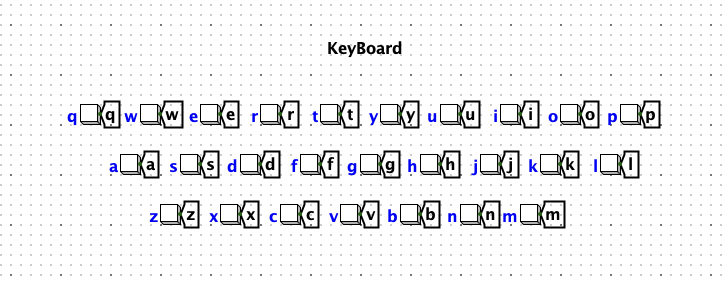 KeyBoard
q q w w e e r r t t y y u u i i o o p p
a a s s d d f f g g h h j j k k l l
z z x x c c v v b b n n m m